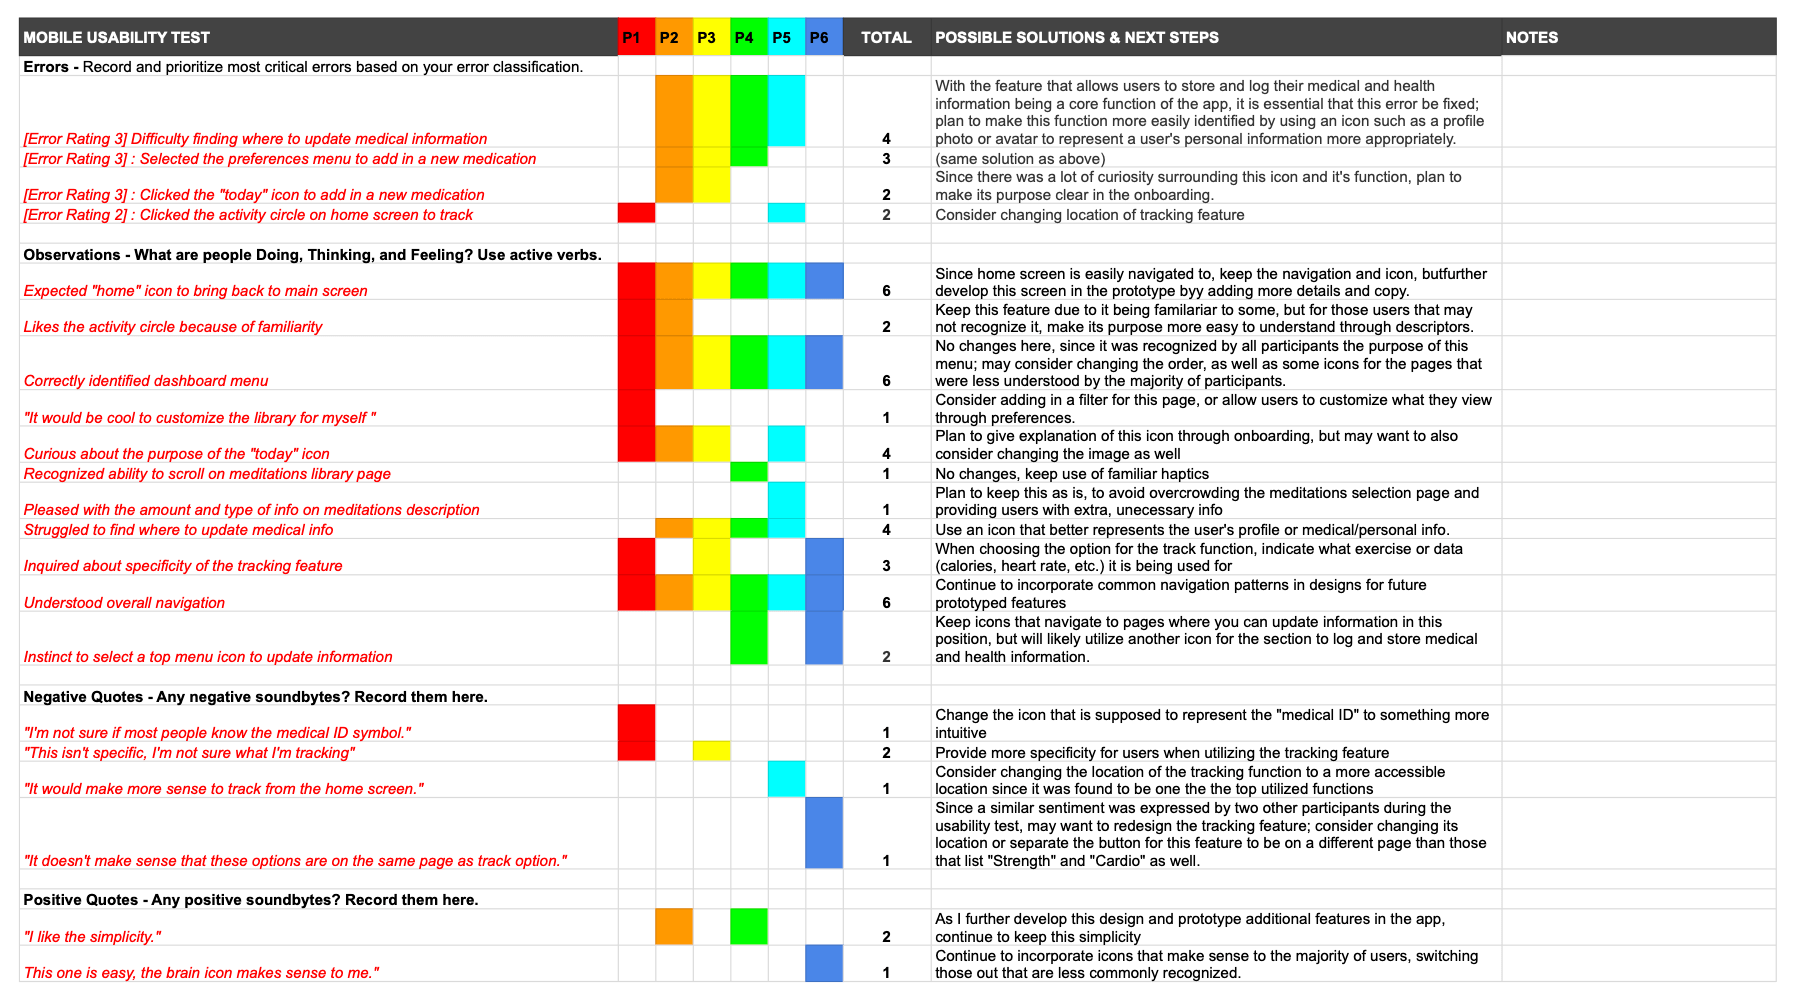 MOBILE USABILITY TEST P1 P2 P3 P4 P5 P6 TOTAL POSSIBLE SOLUTIONS & NEXT STEPS NOTES
Errors - Record and prioritize most critical errors based on your error classification.
With the feature that allows users to store and log their medical and health
information being a core function of the app, it is essential that this error be fixed;
plan to make this function more easily identified by using an icon such as a profile
[Error Rating 3] Difficulty finding where to update medical information 4 photo or avatar to represent a user's personal information more appropriately.
[Error Rating 3] : Selected the preferences menu to add in a new medication 3 (same solution as above)
Since there was a lot of curiosity surrounding this icon and it's function, plan to
[Error Rating 3] : Clicked the "today" icon to add in a new medication 2 make its purpose clear in the onboarding.
[Error Rating 2] : Clicked the activity circle on home screen to track 2 Consider changing location of tracking feature
Observations - What are people Doing, Thinking, and Feeling? Use active verbs.
Since home screen is easily navigated to, keep the navigation and icon, butfurther
Expected "home" icon to bring back to main screen 6 develop this screen in the prototype byy adding more details and copy.
Keep this feature due to it being familariar to some, but for those users that may
Likes the activity circle because of familiarity 2 not recognize it, make its purpose more easy to understand through descriptors.
No changes here, since it was recognized by all participants the purpose of this
menu; may consider changing the order, as well as some icons for the pages that
Correctly identified dashboard menu 6 were less understood by the majority of participants.
Consider adding in a filter for this page, or allow users to customize what they view
"It would be cool to customize the library for myself " 1 through preferences.
Plan to give explanation of this icon through onboarding, but may want to also
Curious about the purpose of the "today" icon 4 consider changing the image as well
Recognized ability to scroll on meditations library page 1 No changes, keep use of familiar haptics
Plan to keep this as is, to avoid overcrowding the meditations selection page and
Pleased with the amount and type of info on meditations description 1 providing users with extra, unecessary info
Struggled to find where to update medical info 4 Use an icon that better represents the user's profile or medical/personal info.
When choosing the option for the track function, indicate what exercise or data
Inquired about specificity of the tracking feature 3 (calories, heart rate, etc.) it is being used for
Continue to incorporate common navigation patterns in designs for future
Understood overall navigation 6 prototyped features
Keep icons that navigate to pages where you can update information in this
position, but will likely utilize another icon for the section to log and store medical
Instinct to select a top menu icon to update information 2 and health information.
Negative Quotes - Any negative soundbytes? Record them here.
Change the icon that is supposed to represent the "medical ID" to something more
"I'm not sure if most people know the medical ID symbol." 1 intuitive
"This isn't specific, I'm not sure what I'm tracking" 2 Provide more specificity for users when utilizing the tracking feature
Consider changing the location of the tracking function to a more accessible
"It would make more sense to track from the home screen." 1 location since it was found to be one the the top utilized functions
Since a similar sentiment was expressed by two other participants during the
usability test, may want to redesign the tracking feature; consider changing its
location or separate the button for this feature to be on a different page than those
"It doesn't make sense that these options are on the same page as track option." 1 that list "Strength" and "Cardio" as well.
Positive Quotes - Any positive soundbytes? Record them here.
As I further develop this design and prototype additional features in the app,
"I like the simplicity." 2 continue to keep this simplicity
Continue to incorporate icons that make sense to the majority of users, switching
This one is easy, the brain icon makes sense to me." 1 those out that are less commonly recognized.